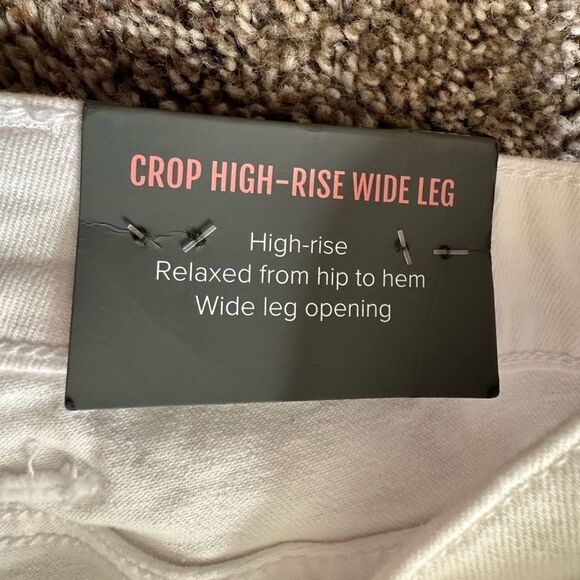 CROP HIGH-RISE WIDE LEG
High-rise
Relaxed from hip to hem
Wide leg opening